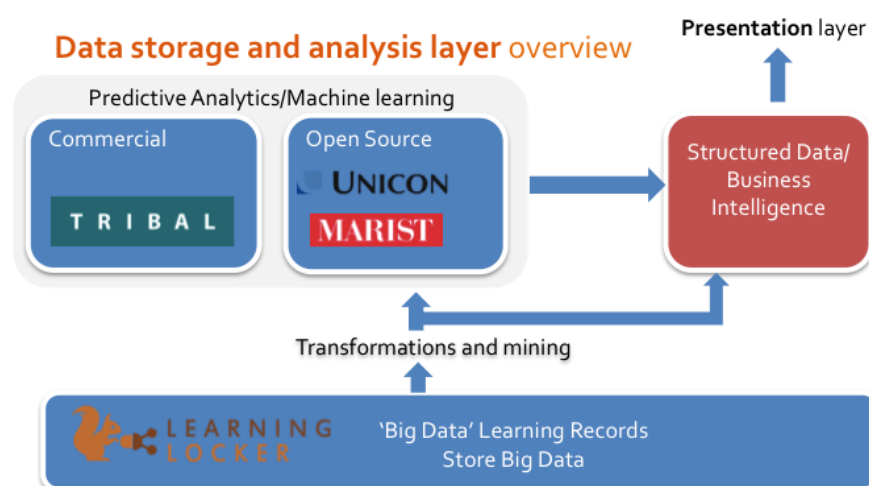 Presentation layer
Data storage and analysis layer overview
Predictive Analytics/Machine learning
Commercial
TRIBAL
Open Source
UNICON
MARIST
Structured Data/
Business
Intelligence
Transformations and mining
LEARNING
LOCKER
‘Big Data’ Learning Records
Store Big Data